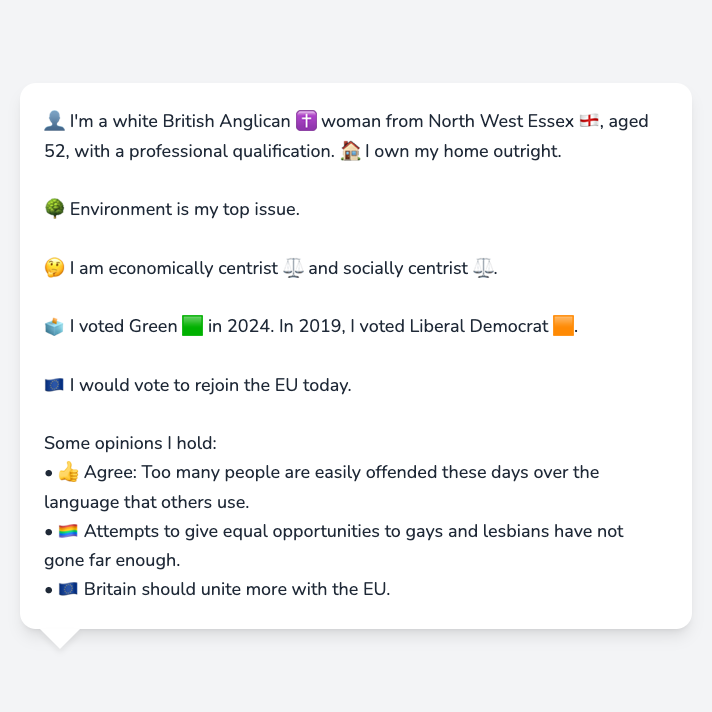 👤 I'm a white British Anglican ✝️ woman from North West Essex 🏴󠁧󠁢󠁥󠁮󠁧󠁿, aged
52, with a professional qualification. 🏠 I own my home outright.
🌳 Environment is my top issue.
🤔 I am economically centrist ⚖️ and socially centrist ⚖️.
🗳️ I voted Green 🟩 in 2024. In 2019, I voted Liberal Democrat 🟧.
🇪🇺 I would vote to rejoin the EU today.
Some opinions I hold:
• 👍 Agree: Too many people are easily offended these days over the
language that others use.
• 🏳️‍🌈 Attempts to give equal opportunities to gays and lesbians have not
gone far enough.
• 🇪🇺 Britain should unite more with the EU.